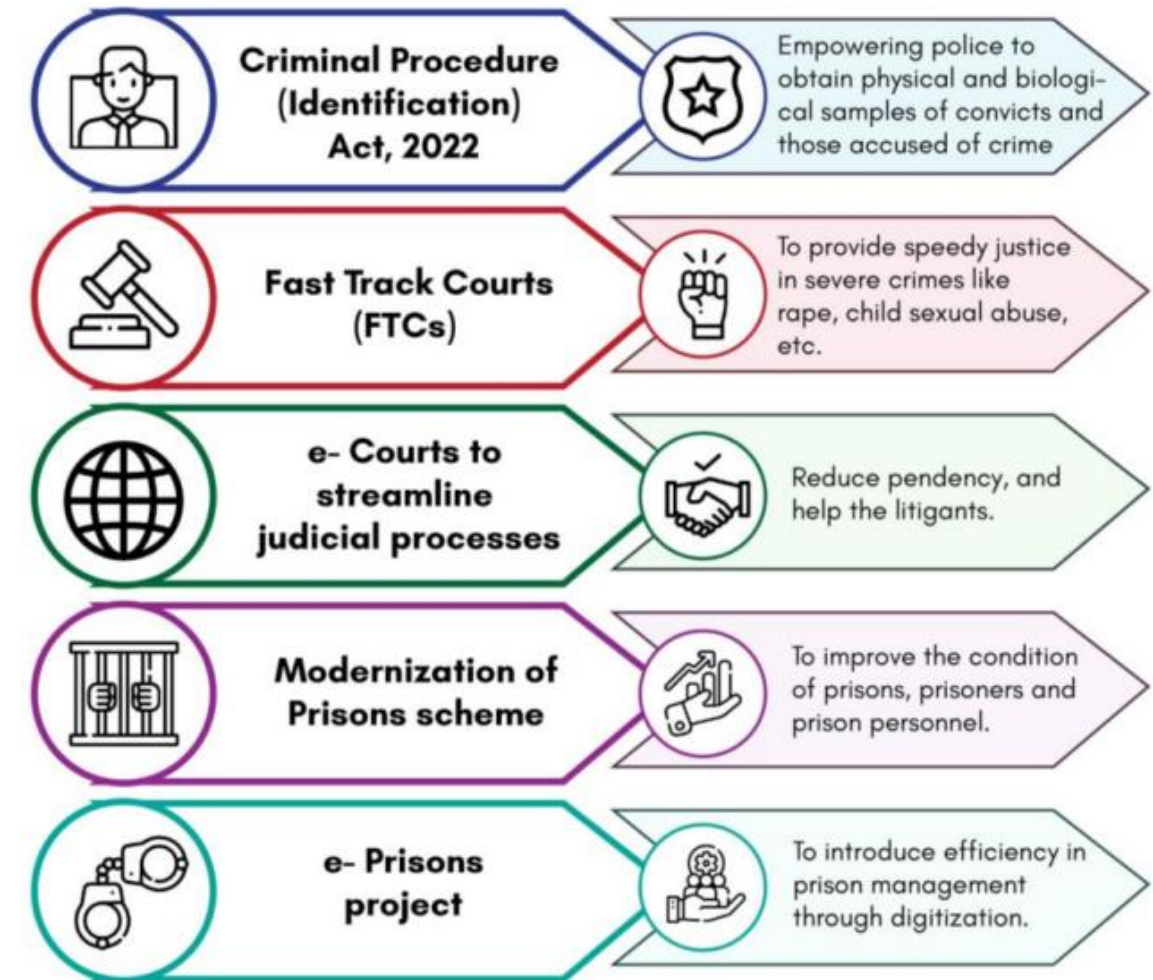 Criminal Procedure
(Identification)
Act, 2022
Empowering police to
obtain physical and biologi-
cal samples of convicts and
those accused of crime
Fast Track Courts
(FTCs)
To provide speedy justice
in severe crimes like
rape, child sexual abuse,
etc.
e- Courts to
streamline
judicial processes
Reduce pendency, and
help the litigants.
Modernization of
Prisons scheme
To improve the condition
of prisons, prisoners and
prison personnel.
e- Prisons
project
To introduce efficiency in
prison management
through digitization.